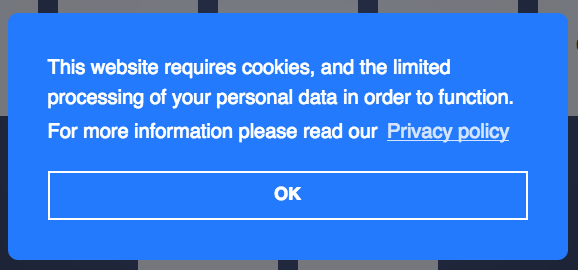 This website requires cookies, and the limited
processing of your personal data in order to function.
For more information please read our Privacy policy
OK